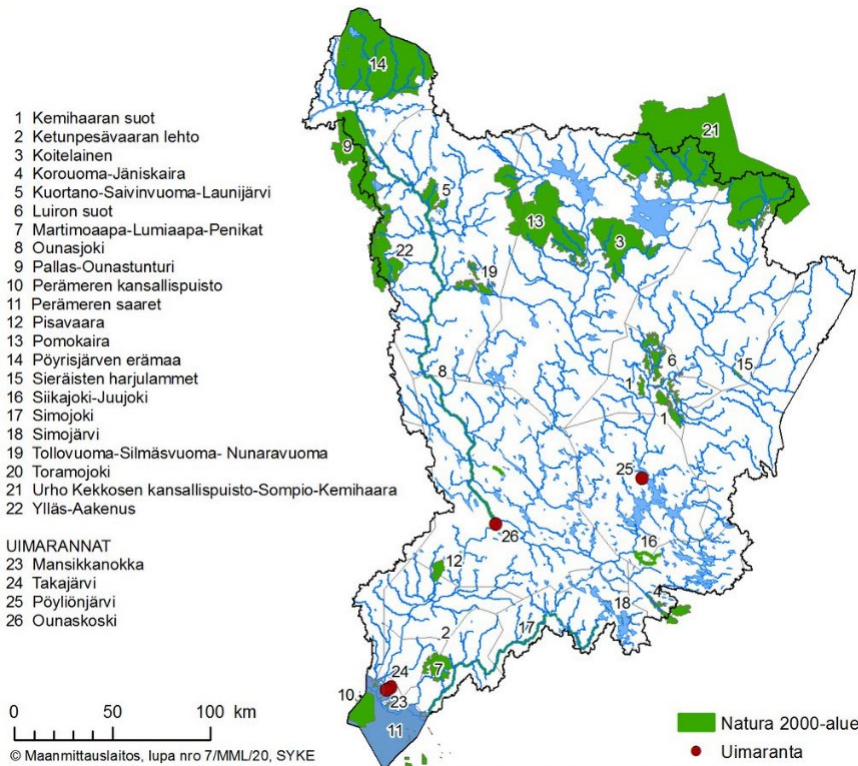 1 Kemihaaran suot
2 Ketunpesävaaran lehto
3 Koitelainen
4 Korouoma-Jäniskaira
5 Kuortano-Saivinvuoma-Launijärvi
6 Luiron suot
7 Martimoaapa-Lumiaapa-Penikat
8 Ounasjoki
9 Pallas-Ounastunturi
10 Perämeren kansallispuisto
11 Perämeren saaret
12 Pisavaara
13 Pomokaira
14 Pöyrisjärven erämaa
15 Sieräisten harjulammet
16 Siikajoki-Juujoki
17 Simojoki
18 Simojärvi
19 Tollovuoma-Silmäsvuoma- Nunaravuoma
20 Toramojoki
21 Urho Kekkosen kansallispuisto-Sompio-Kemihaara
22 Ylläs-Aakenus
UIMARANNAT
23 Mansikkanokka
24 Takajärvi
25 Pöyliönjärvi
26 Ounaskoski
14
21
9
5
13
3
22
19
8
6
1
15
1
25
26
16
12
4
18
17
2
7
24
23
10
11
0 50 100 km
© Maanmittauslaitos, lupa nro 7/MML/20, SYKE
Natura 2000-alue
Uimaranta